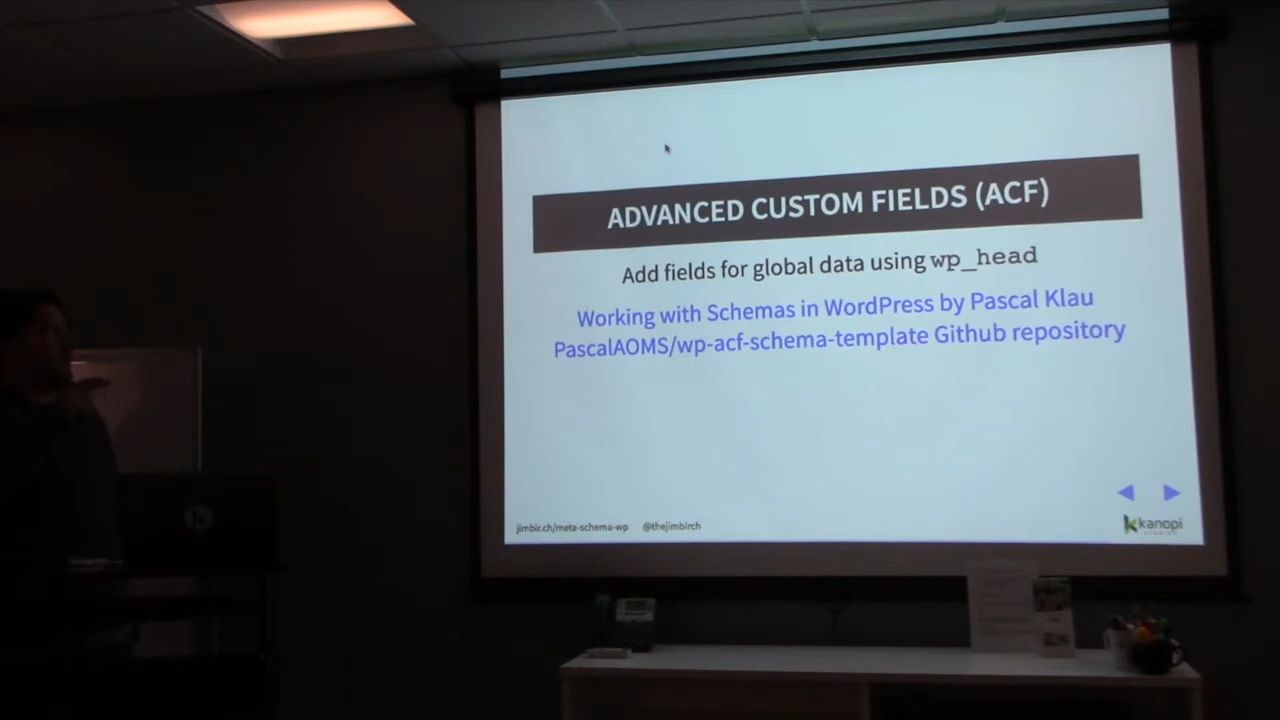 ADVANCED CUSTOM FIELDS (ACF)
Add fields for global data using wp_head
Working with Schemas in WordPress by Pascal Klau
PascalAOMS/wp-acf-schema-template Github repository
jimbir.ch/meta-schema-wp @thejimbirch
kanopi